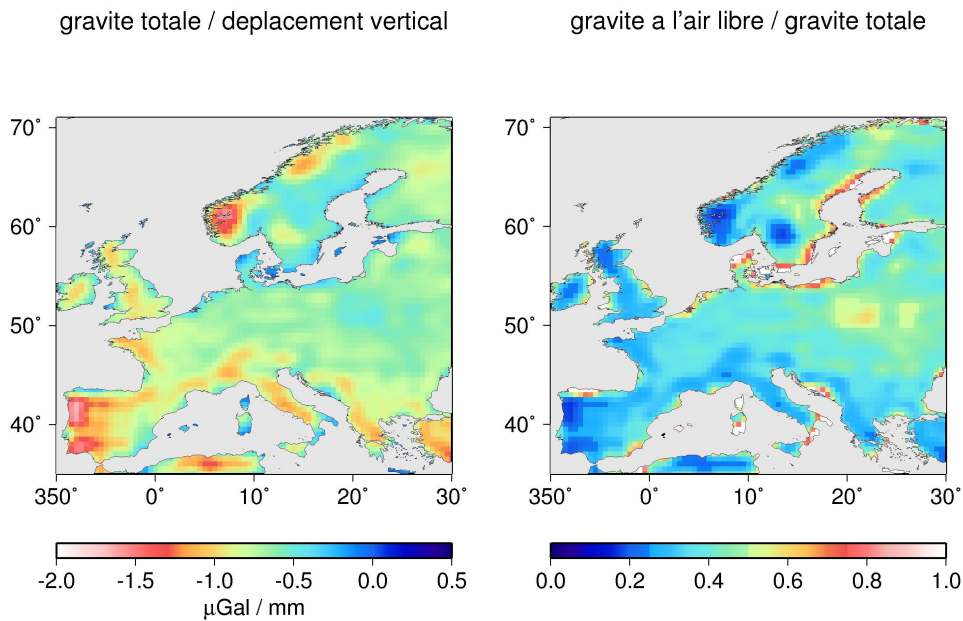 gravite totale / deplacement vertical
gravite a l'air libre / gravite totale
70˚
60˚
50˚
40˚
350˚ 0˚ 10˚ 20˚ 30˚
-2.0 -1.5 -1.0 -0.5 0.0 0.5
μGal / mm
70˚
60˚
50˚
40˚
350˚ 0˚ 10˚ 20˚ 30˚
0.0 0.2 0.4 0.6 0.8 1.0